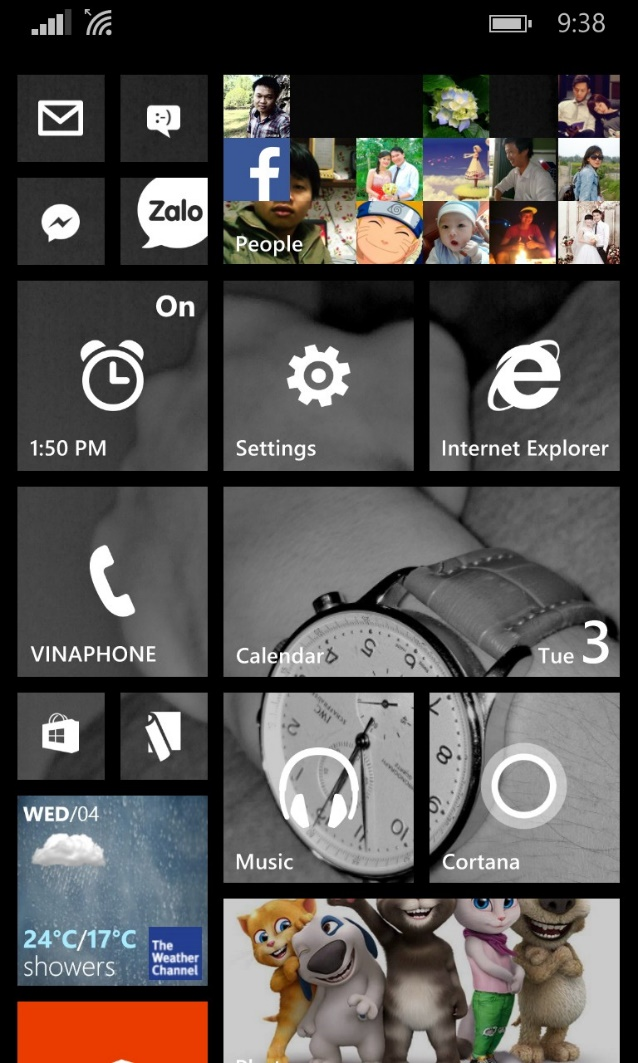 9:38
Zalo
People
On
1:50 PM
Settings
Internet Explorer
VINAPHONE
Calendar
Tue 3
Music
Cortana
WED/04
24°C/17°C
showers
The
Weather
Channel